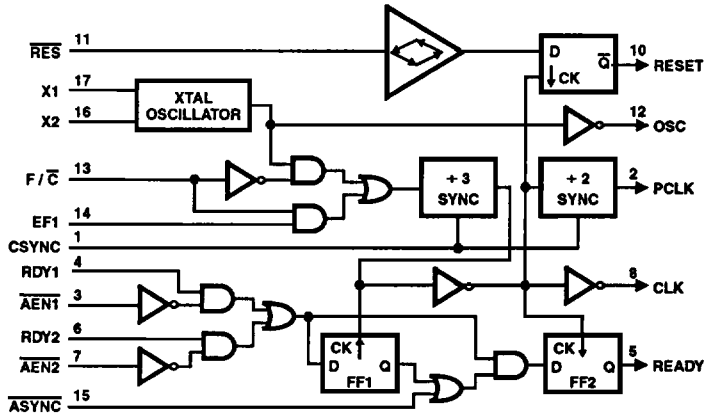 RES 11
X1 17
X2 16
XTAL
OSCILLATOR
D
Q
CK
10 RESET
12 OSC
F / C 13
EF1 14
CSYNC 1
÷ 3
SYNC
÷ 2
SYNC
2 PCLK
RDY1 4
AEN1 3
RDY2 6
AEN2 7
ASYNC 15
8 CLK
CK
D Q
FF1
CK
D Q
FF2
5 READY